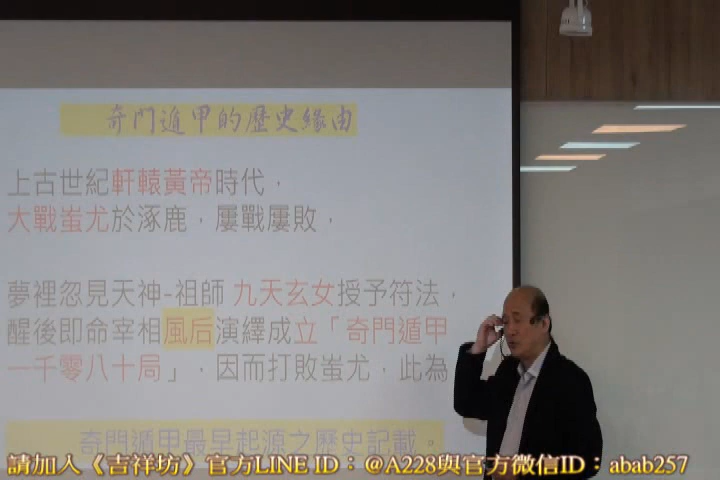 奇門遁甲的歷史緣由
上古世紀軒轅黃帝時代，
大戰蚩尤於涿鹿，屢戰屢敗，
夢裡忽見天神-祖師 九天玄女授予符法，
醒後即命宰相風后演繹成立「奇門遁甲
一千零八十局」，因而打敗蚩尤，此為
奇門遁甲最早起源之歷史記載。
請加入《吉祥坊》官方LINE ID：@A228與官方微信ID：abab257